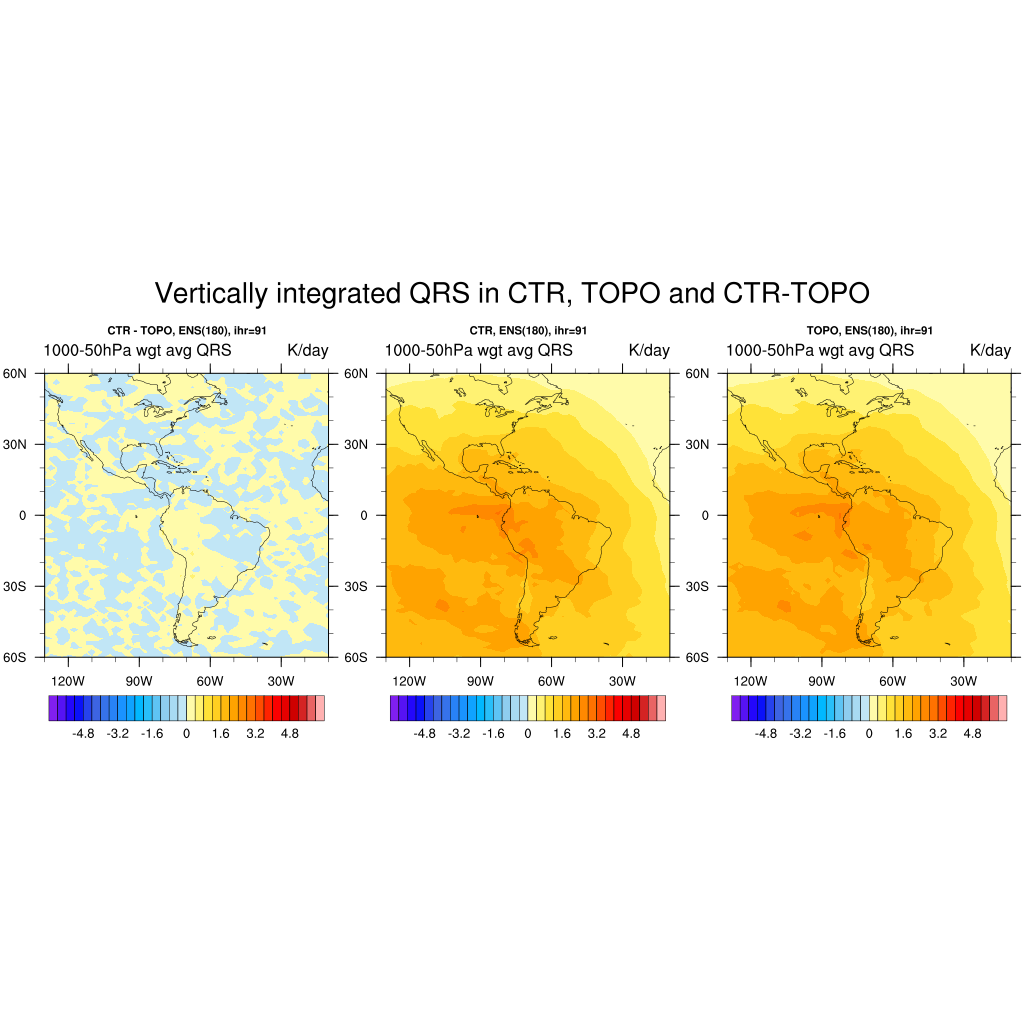 Vertically integrated QRS in CTR, TOPO and CTR-TOPO
CTR - TOPO, ENS(180), ihr=91
1000-50hPa wgt avg QRS K/day
60N
30N
0
30S
60S
120W 90W 60W 30W
-4.8 -3.2 -1.6 0 1.6 3.2 4.8
CTR, ENS(180), ihr=91
1000-50hPa wgt avg QRS K/day
60N
30N
0
30S
60S
120W 90W 60W 30W
-4.8 -3.2 -1.6 0 1.6 3.2 4.8
TOPO, ENS(180), ihr=91
1000-50hPa wgt avg QRS K/day
60N
30N
0
30S
60S
120W 90W 60W 30W
-4.8 -3.2 -1.6 0 1.6 3.2 4.8